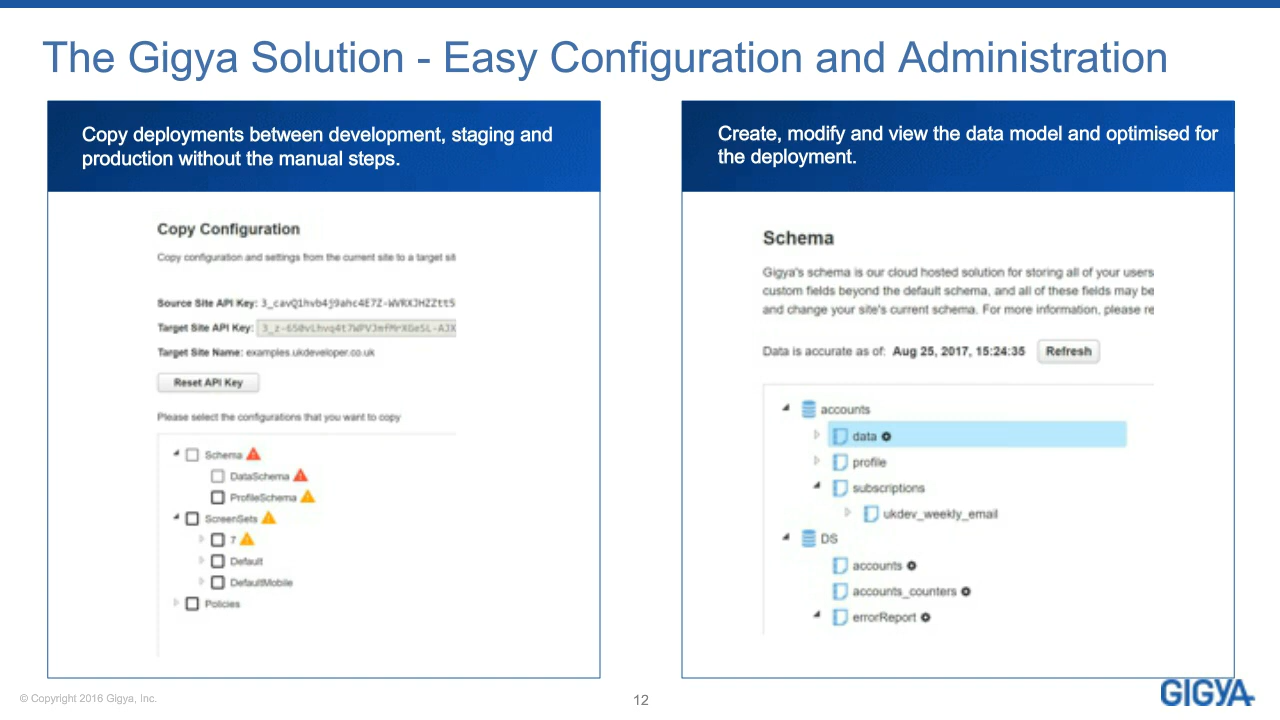 The Gigya Solution - Easy Configuration and Administration
Copy deployments between development, staging and
production without the manual steps.
Copy Configuration
Copy configuration and settings from the current site to a target
Source Site API Key:
Target Site API Key:
Target Site Name: examples.ukdeveloper.co.uk
Reset API Key
Please select the configurations that you want to copy
Schema
DataSchema
ProfileSchema
ScreenSets
7
Default
DefaultMobile
Policies
Create, modify and view the data model and optimised for
the deployment.
Schema
Gigya's schema is our cloud hosted solution for storing all of your users
custom fields beyond the default schema, and all of these fields may be
and change your site's current schema. For more information, please re
Data is accurate as of: Aug 25, 2017, 15:24:35 Refresh
accounts
data
profile
subscriptions
ukdev_weekly_email
DS
accounts
accounts_counters
errorReport
© Copyright 2016 Gigya, Inc.
12
GIGYA